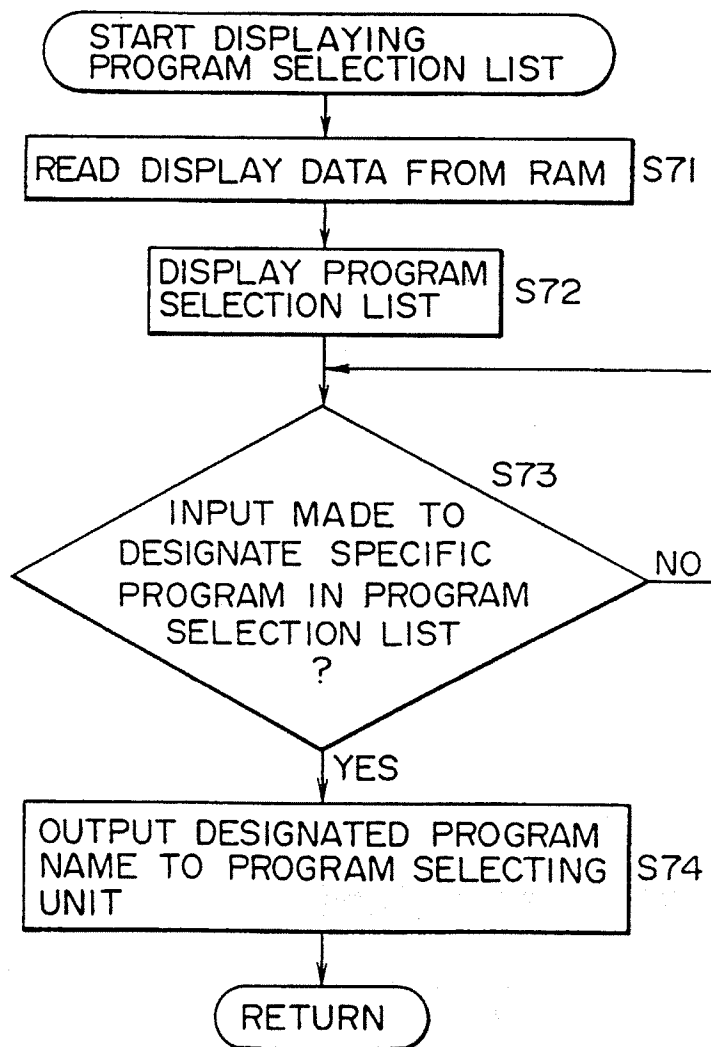 START DISPLAYING
PROGRAM SELECTION LIST
READ DISPLAY DATA FROM RAM
S71
DISPLAY PROGRAM
SELECTION LIST
S72
S73
INPUT MADE TO
DESIGNATE SPECIFIC
PROGRAM IN PROGRAM
SELECTION LIST
?
NO
YES
OUTPUT DESIGNATED PROGRAM
NAME TO PROGRAM SELECTING
UNIT
S74
RETURN